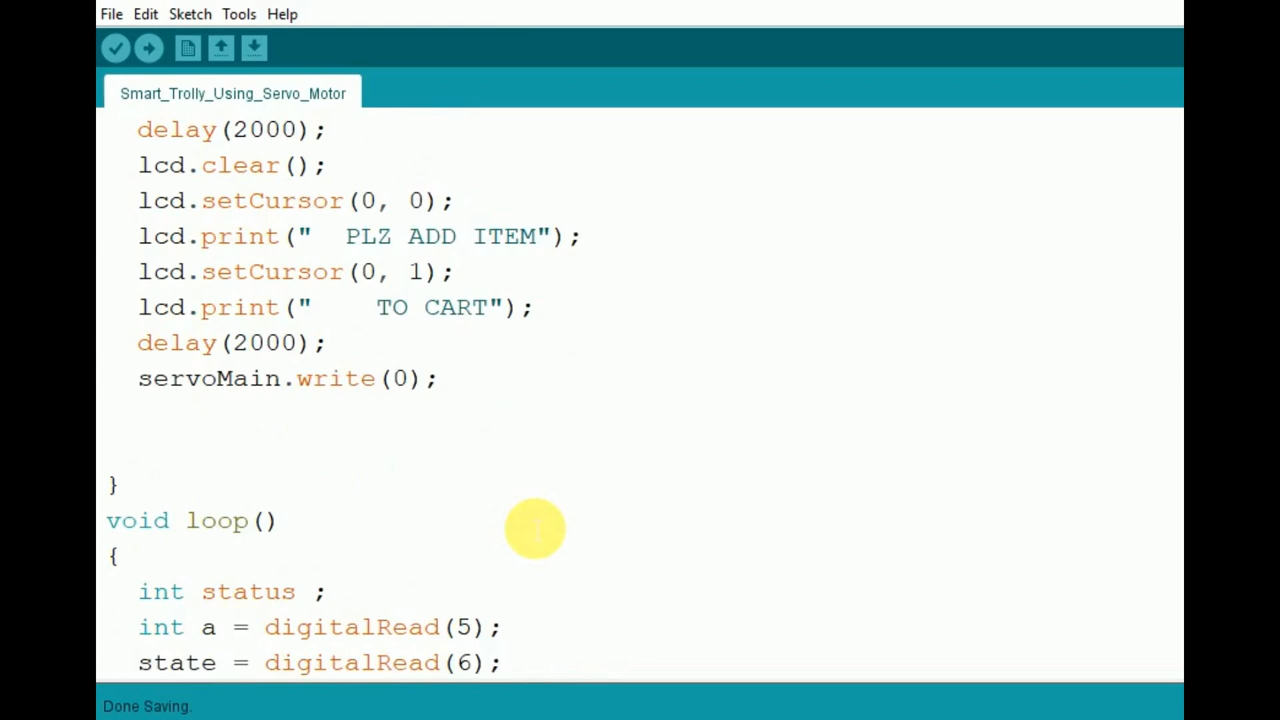 File Edit Sketch Tools Help
Smart_Trolly_Using_Servo_Motor
delay(2000);
lcd.clear();
lcd.setCursor(0, 0);
lcd.print("  PLZ ADD ITEM");
lcd.setCursor(0, 1);
lcd.print("    TO CART");
delay(2000);
servoMain.write(0);
}
void loop()
{
int status ;
int a = digitalRead(5);
state = digitalRead(6);
Done Saving.